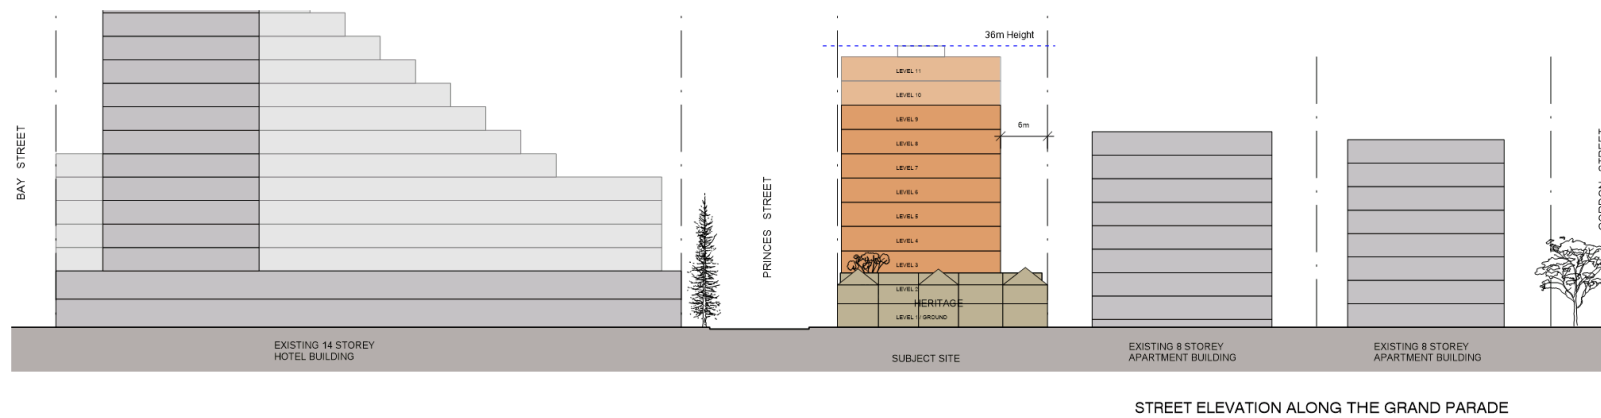 36m Height
LEVEL 11
LEVEL 10
LEVEL 9
LEVEL 8
LEVEL 7
LEVEL 6
LEVEL 5
LEVEL 4
LEVEL 3
LEVEL 2
HERITAGE
LEVEL 1 / GROUND
6m
BAY STREET
PRINCES STREET
EXISTING 14 STOREY
HOTEL BUILDING
SUBJECT SITE
EXISTING 8 STOREY
APARTMENT BUILDING
EXISTING 8 STOREY
APARTMENT BUILDING
STREET ELEVATION ALONG THE GRAND PARADE